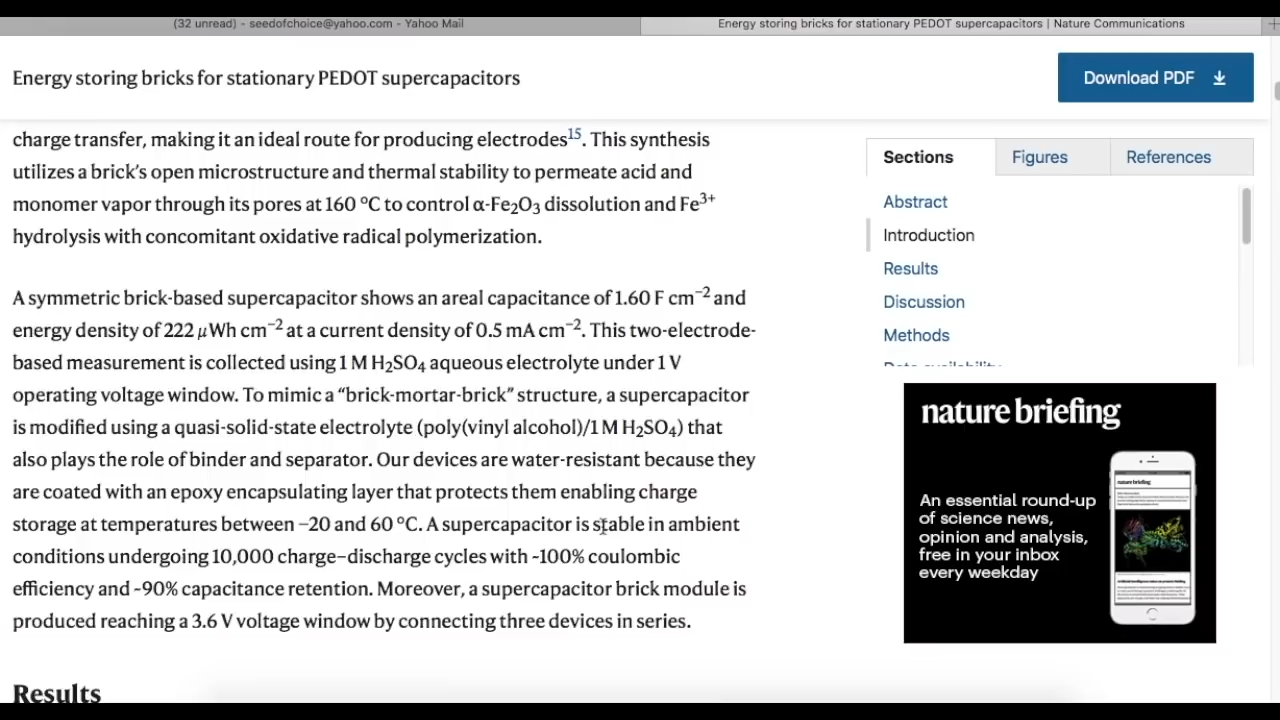 (32 unread) - seedofchoice@yahoo.com - Yahoo Mail
Energy storing bricks for stationary PEDOT supercapacitors | Nature Communications
Energy storing bricks for stationary PEDOT supercapacitors
Download PDF
charge transfer, making it an ideal route for producing electrodes¹⁵. This synthesis
utilizes a brick's open microstructure and thermal stability to permeate acid and
monomer vapor through its pores at 160 °C to control α-Fe₂O₃ dissolution and Fe³⁺
hydrolysis with concomitant oxidative radical polymerization.
A symmetric brick-based supercapacitor shows an areal capacitance of 1.60 F cm⁻² and
energy density of 222 µWh cm⁻² at a current density of 0.5 mA cm⁻². This two-electrode-
based measurement is collected using 1 M H₂SO₄ aqueous electrolyte under 1 V
operating voltage window. To mimic a “brick-mortar-brick” structure, a supercapacitor
is modified using a quasi-solid-state electrolyte (poly(vinyl alcohol)/1 M H₂SO₄) that
also plays the role of binder and separator. Our devices are water-resistant because they
are coated with an epoxy encapsulating layer that protects them enabling charge
storage at temperatures between −20 and 60 °C. A supercapacitor is stable in ambient
conditions undergoing 10,000 charge–discharge cycles with ~100% coulombic
efficiency and ~90% capacitance retention. Moreover a supercapacitor brick module is
produced reaching a 3.6 V voltage window by connecting three devices in series.
Results
Sections
Figures
References
Abstract
Introduction
Results
Discussion
Methods
Data availability
nature briefing
An essential round-up
of science news,
opinion and analysis,
free in your inbox
every weekday
nature briefing